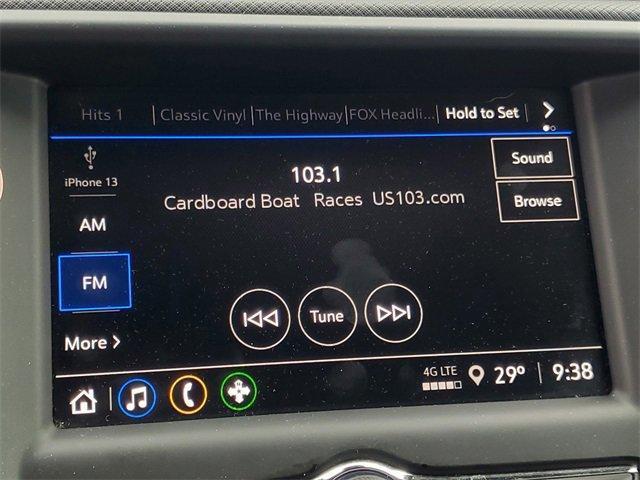 Hits 1 Classic Vinyl The Highway FOX Headli... Hold to Set
iPhone 13
103.1
Cardboard Boat Races US103.com
Sound
Browse
AM
FM
More
Tune
4G LTE
29° 9:38